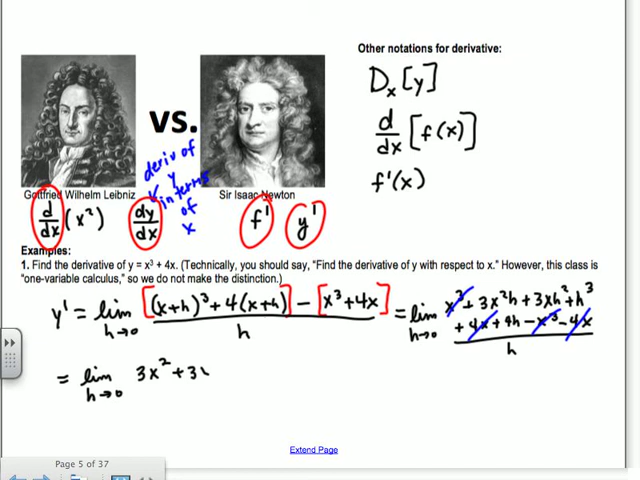 Other notations for derivative:
Dₓ[y]
d/dx [f(x)]
f'(x)
VS.
deriv of
y
in terms
of
x
Gottfried Wilhelm Leibniz
Sir Isaac Newton
d/dx (x²) dy/dx f' y'
Examples:
1. Find the derivative of y = x³ + 4x. (Technically, you should say, "Find the derivative of y with respect to x." However, this class is
"one-variable calculus," so we do not make the distinction.)
y' = lim h→0 [(x+h)³ + 4(x+h)] − [x³+4x] / h = lim h→0 x³ + 3x²h + 3xh² + h³ + 4x + 4h − x³ − 4x / h
= lim h→0 3x² + 3
Extend Page
Page 5 of 37